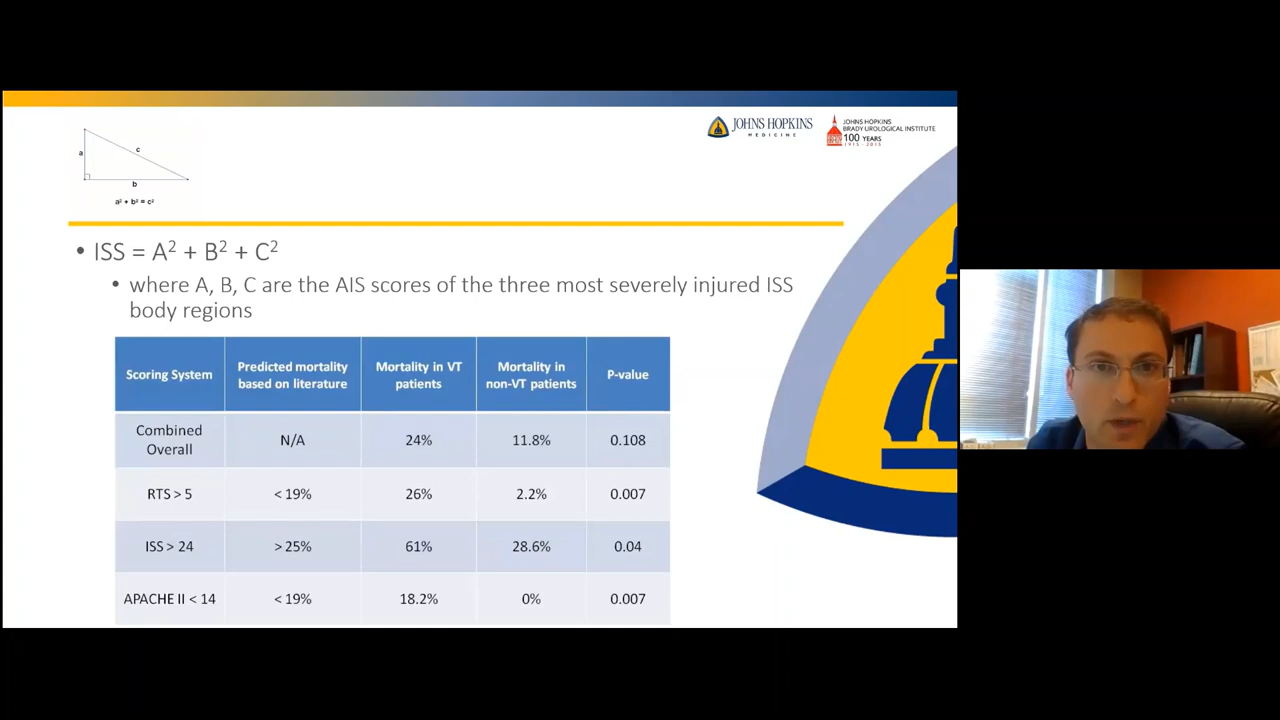 JOHNS HOPKINS
MEDICINE
JOHNS HOPKINS
BRADY UROLOGICAL INSTITUTE
100 YEARS
1915 - 2015
a
c
b
a² + b² = c²
• ISS = A² + B² + C²
• where A, B, C are the AIS scores of the three most severely injured ISS
body regions
Scoring System
Predicted mortality
based on literature
Mortality in VT
patients
Mortality in
non-VT patients
P-value
Combined
Overall
N/A
24%
11.8%
0.108
RTS > 5
< 19%
26%
2.2%
0.007
ISS > 24
> 25%
61%
28.6%
0.04
APACHE II < 14
< 19%
18.2%
0%
0.007